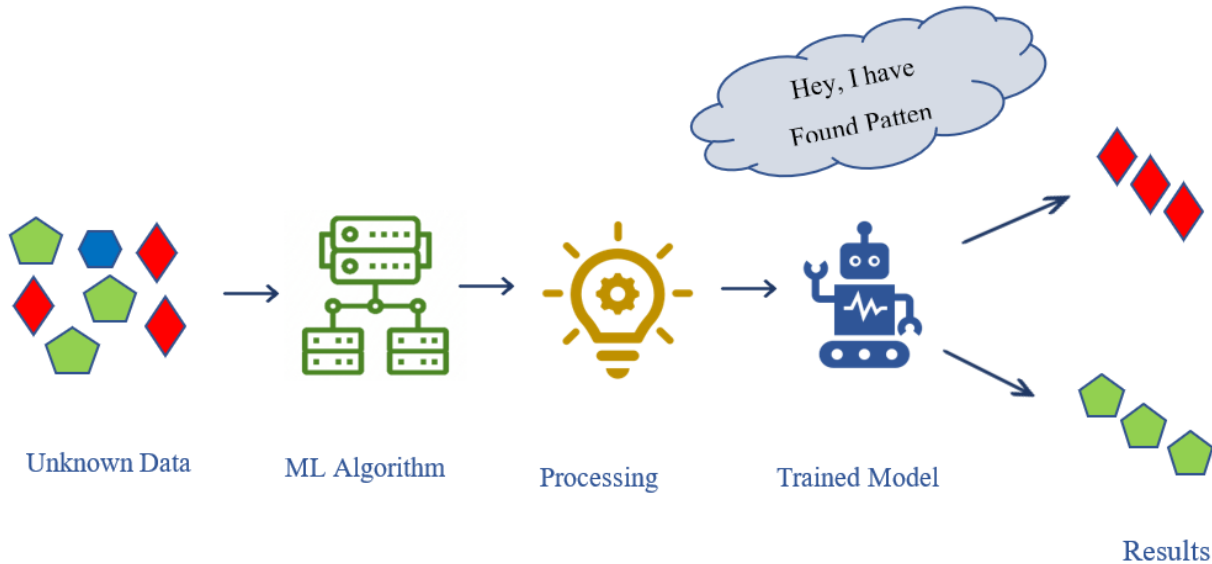 Hey, I have
Found Patten
Unknown Data
ML Algorithm
Processing
Trained Model
Results